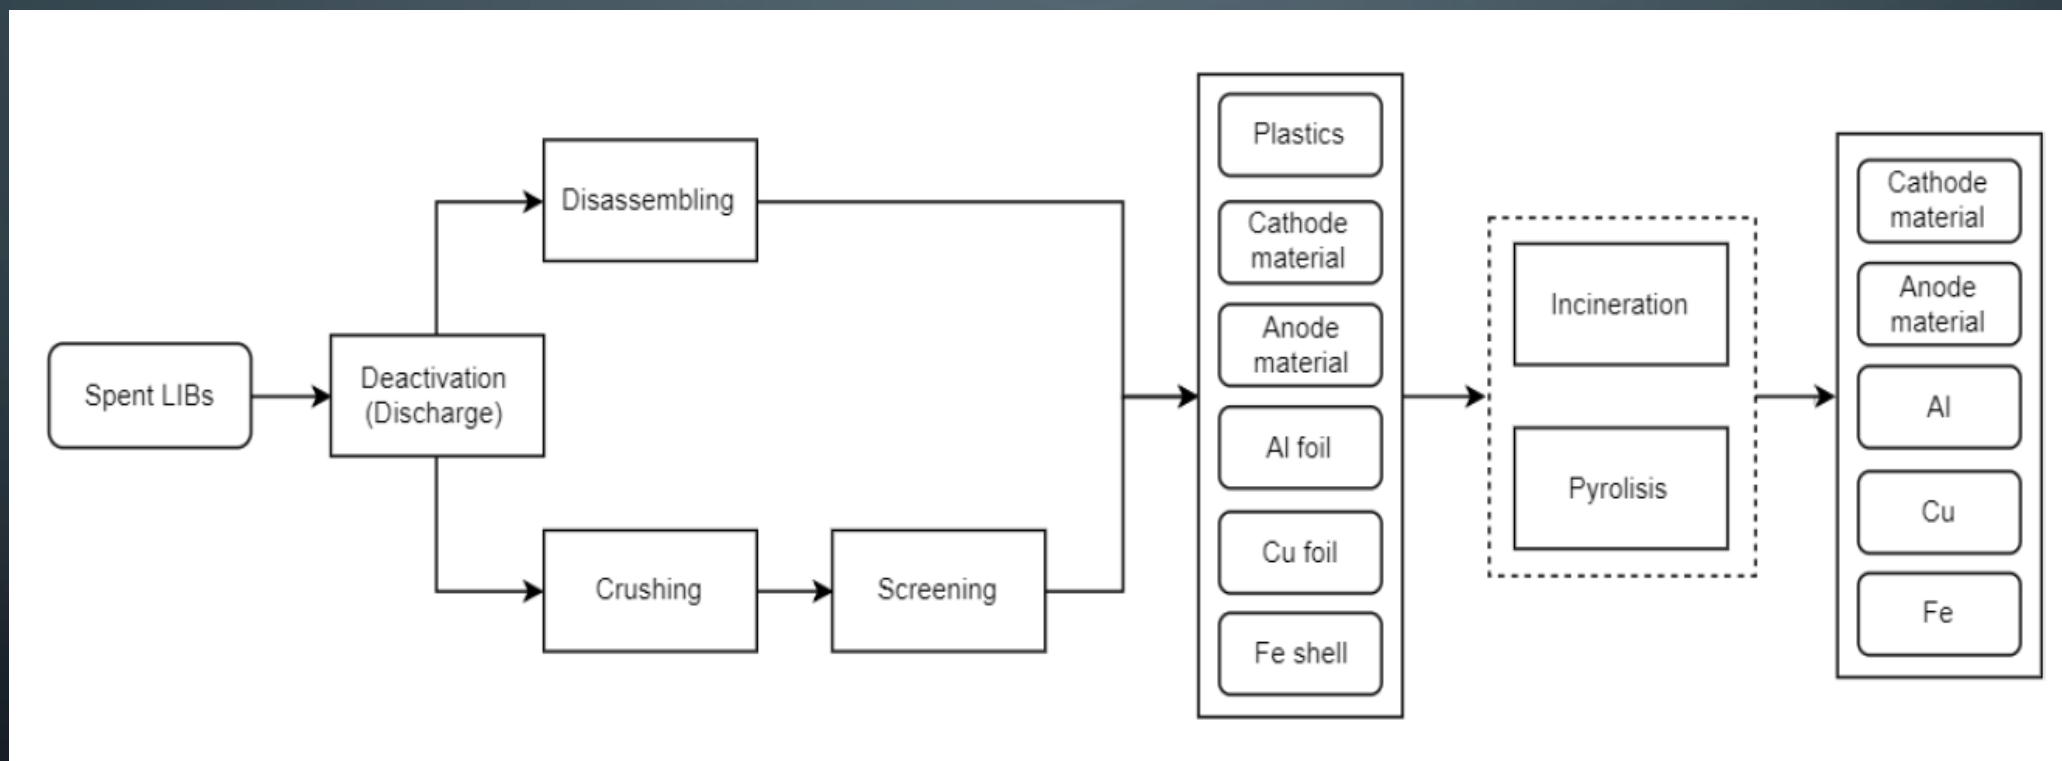 Spent LIBs
Deactivation
(Discharge)
Disassembling
Crushing
Screening
Plastics
Cathode
material
Anode
material
Al foil
Cu foil
Fe shell
Incineration
Pyrolisis
Cathode
material
Anode
material
Al
Cu
Fe